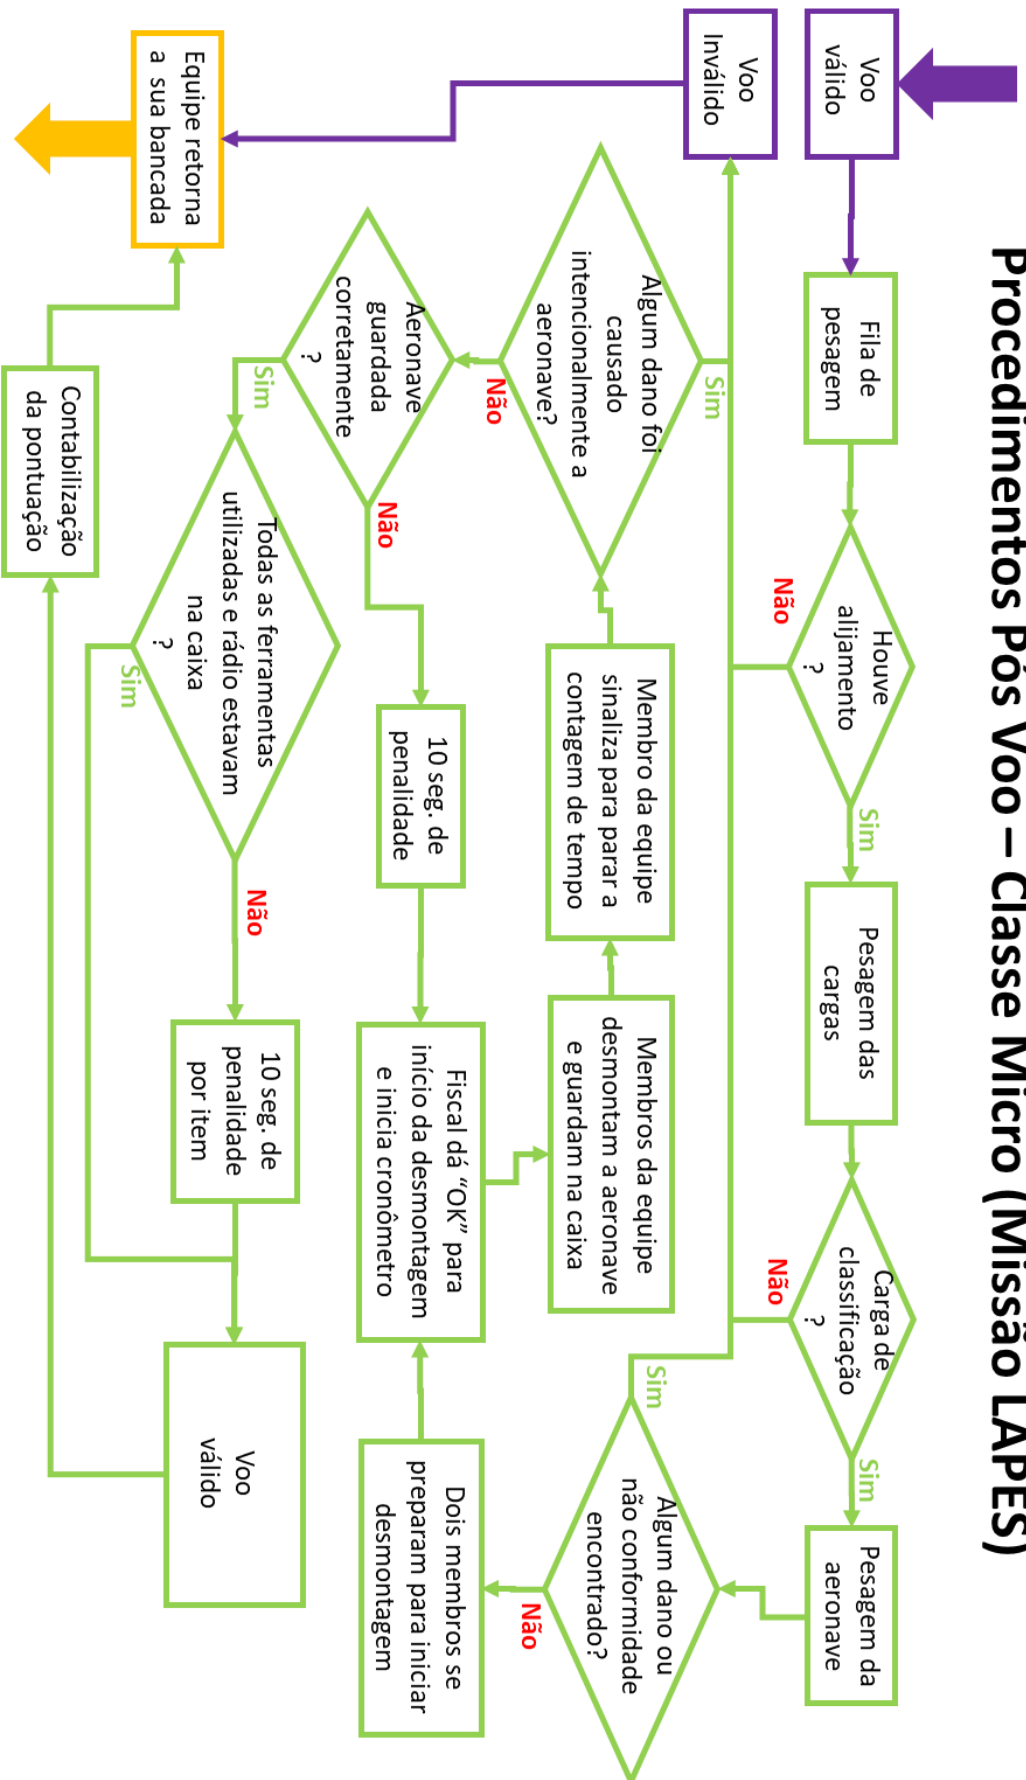 Procedimentos Pós Voo – Classe Micro (Missão LAPES)
Voo
válido
Fila de
pesagem
Houve
alijamento
?
Sim
Não
Pesagem das
cargas
Carga de
classificação
?
Sim
Não
Pesagem da
aeronave
Voo
Inválido
Algum dano ou
não conformidade
encontrado?
Sim
Não
Dois membros se
preparam para iniciar
desmontagem
Fiscal dá “OK” para
início da desmontagem
e inicia cronômetro
Membros da equipe
desmontam a aeronave
e guardam na caixa
Membro da equipe
sinaliza para parar a
contagem de tempo
Algum dano foi
causado
intencionalmente a
aeronave?
Sim
Não
Aeronave
guardada
corretamente
?
Não
Sim
10 seg. de
penalidade
Todas as ferramentas
utilizadas e rádio estavam
na caixa
?
Não
Sim
10 seg. de
penalidade
por item
Voo
válido
Contabilização
da pontuação
Equipe retorna
a sua bancada